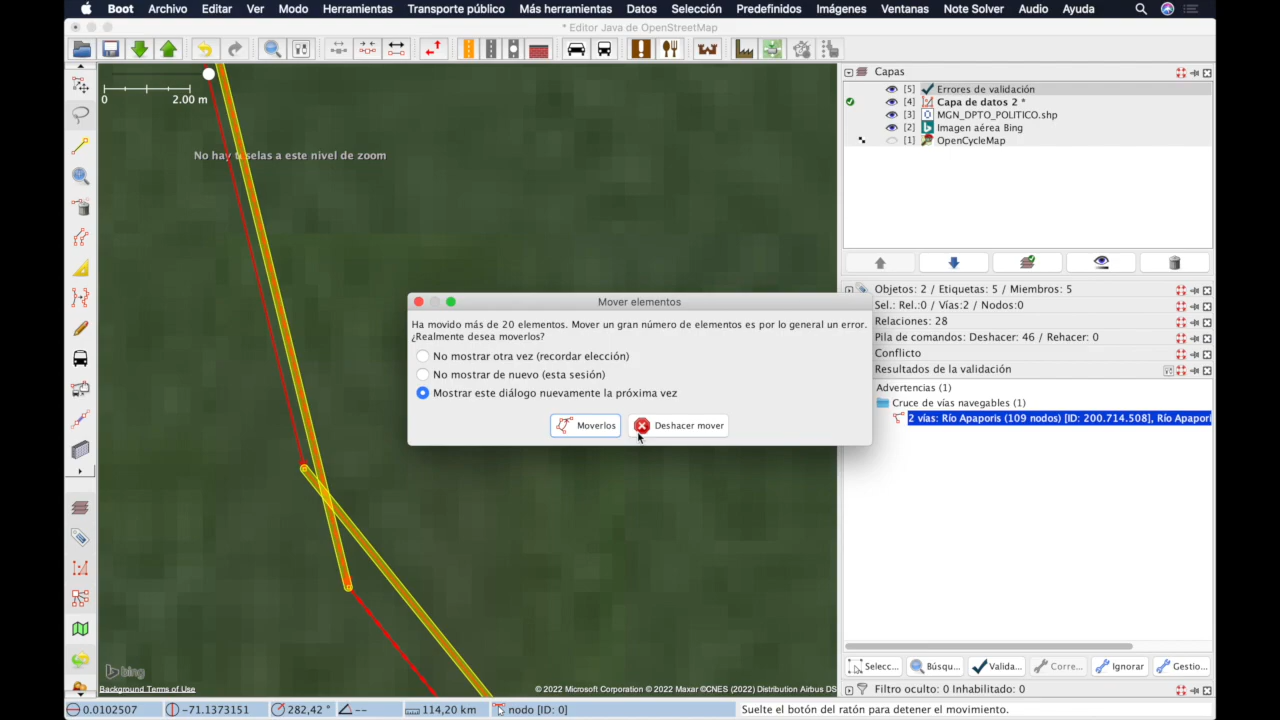 Boot Archivo Editar Ver Modo Herramientas Transporte público Más herramientas Datos Selección Predefinidos Imágenes Ventanas Note Solver Audio Ayuda
* Editor Java de OpenStreetMap
0 2.00 m
No hay teselas a este nivel de zoom
Capas
[5] Errores de validación
[4] Capa de datos 2 *
[3] MGN_DPTO_POLITICO.shp
[2] Imagen aérea Bing
[1] OpenCycleMap
Objetos: 2 / Etiquetas: 5 / Miembros: 5
Sel.: Rel.:0 / Vías:2 / Nodos:0
Relaciones: 28
Pila de comandos: Deshacer: 46 / Rehacer: 0
Conflicto
Resultados de la validación
Advertencias (1)
Cruce de vías navegables (1)
2 vías: Río Apaporis (109 nodos) [ID: 200.714.508], Río Apapori
Mover elementos
Ha movido más de 20 elementos. Mover un gran número de elementos es por lo general un error.
¿Realmente desea moverlos?
No mostrar otra vez (recordar elección)
No mostrar de nuevo (esta sesión)
Mostrar este diálogo nuevamente la próxima vez
Moverlos Deshacer mover
Selecc... Búsqu... Valida... Corre... Ignorar Gestio...
Filtro oculto: 0 Inhabilitado: 0
bing
Background Terms of Use
© 2022 Microsoft Corporation © 2022 Maxar ©CNES (2022) Distribution Airbus DS
0.0102507 -71.1373151 282,42 ° -- 114,20 km nodo [ID: 0] Suelte el botón del ratón para detener el movimiento.